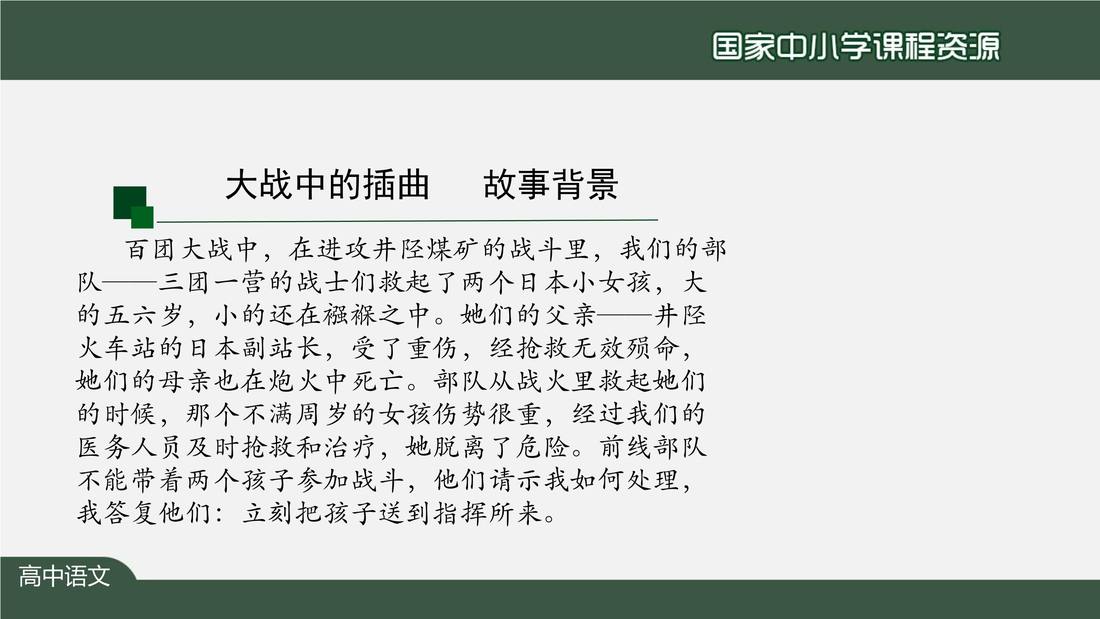 国家中小学课程资源
大战中的插曲 故事背景
百团大战中，在进攻井陉煤矿的战斗里，我们的部
队——三团一营的战士们救起了两个日本小女孩，大
的五六岁，小的还在襁褓之中。她们的父亲——井陉
火车站的日本副站长，受了重伤，经抢救无效殒命，
她们的母亲也在炮火中死亡。部队从战火里救起她们
的时候，那个不满周岁的女孩伤势很重，经过我们的
医务人员及时抢救和治疗，她脱离了危险。前线部队
不能带着两个孩子参加战斗，他们请示我如何处理，
我答复他们：立刻把孩子送到指挥所来。
高中语文